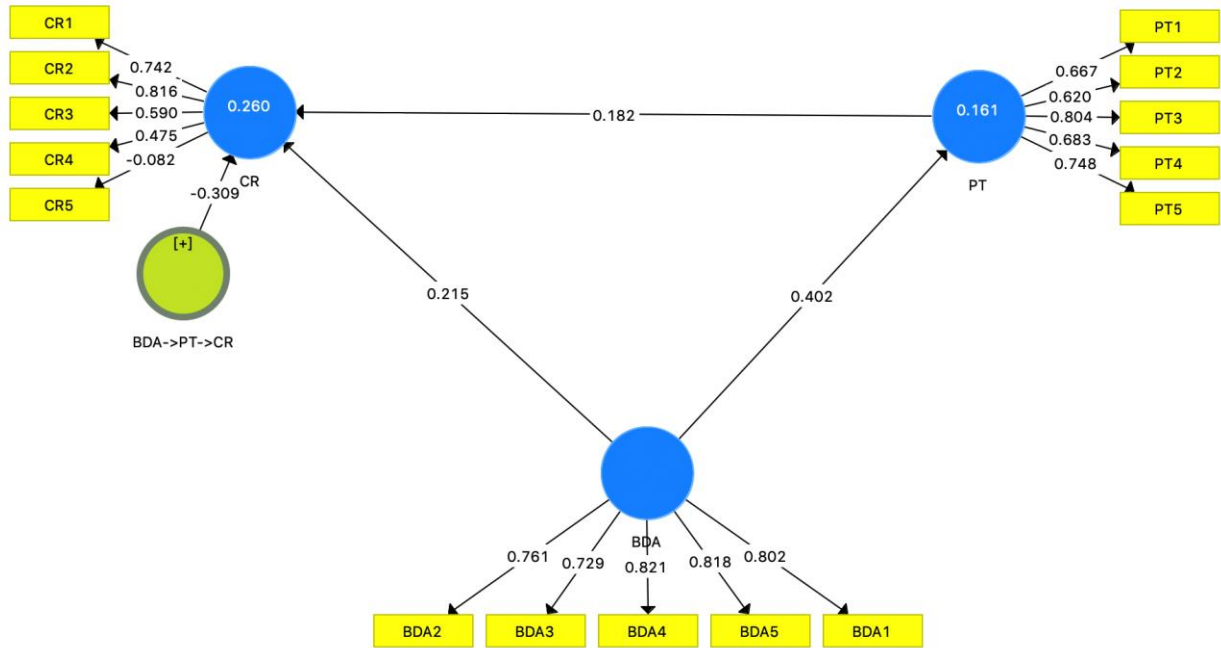 CR1
CR2
CR3
CR4
CR5
0.742
0.816
0.590
0.475
-0.082
0.260
CR
-0.309
[+]
BDA->PT->CR
0.182
0.161
PT
0.667
0.620
0.804
0.683
0.748
PT1
PT2
PT3
PT4
PT5
0.215
0.402
BDA
0.761
0.729
0.821
0.818
0.802
BDA2
BDA3
BDA4
BDA5
BDA1